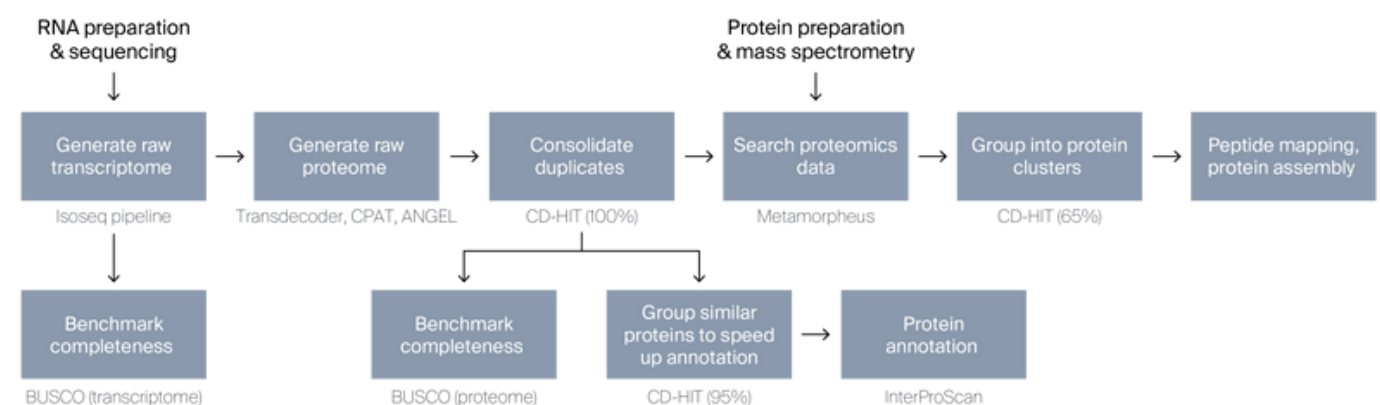 RNA preparation
& sequencing
Protein preparation
& mass spectrometry
Generate raw
transcriptome
Generate raw
proteome
Consolidate
duplicates
Search proteomics
data
Group into protein
clusters
Peptide mapping,
protein assembly
Isoseq pipeline
Transdecoder, CPAT, ANGEL
CD-HIT (100%)
Metamorpheus
CD-HIT (65%)
Benchmark
completeness
Benchmark
completeness
Group similar
proteins to speed
up annotation
Protein
annotation
BUSCO (transcriptome)
BUSCO (proteome)
CD-HIT (95%)
InterProScan